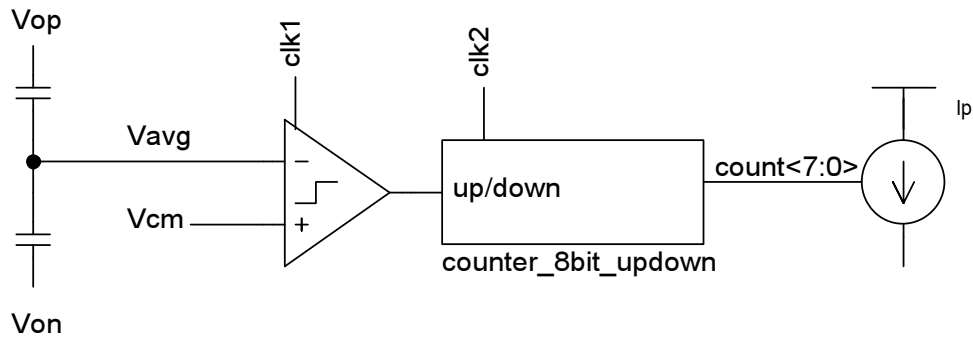 Vop
clk1
clk2
Ip
Vavg
−
count<7:0>
up/down
Vcm
+
counter_8bit_updown
Von